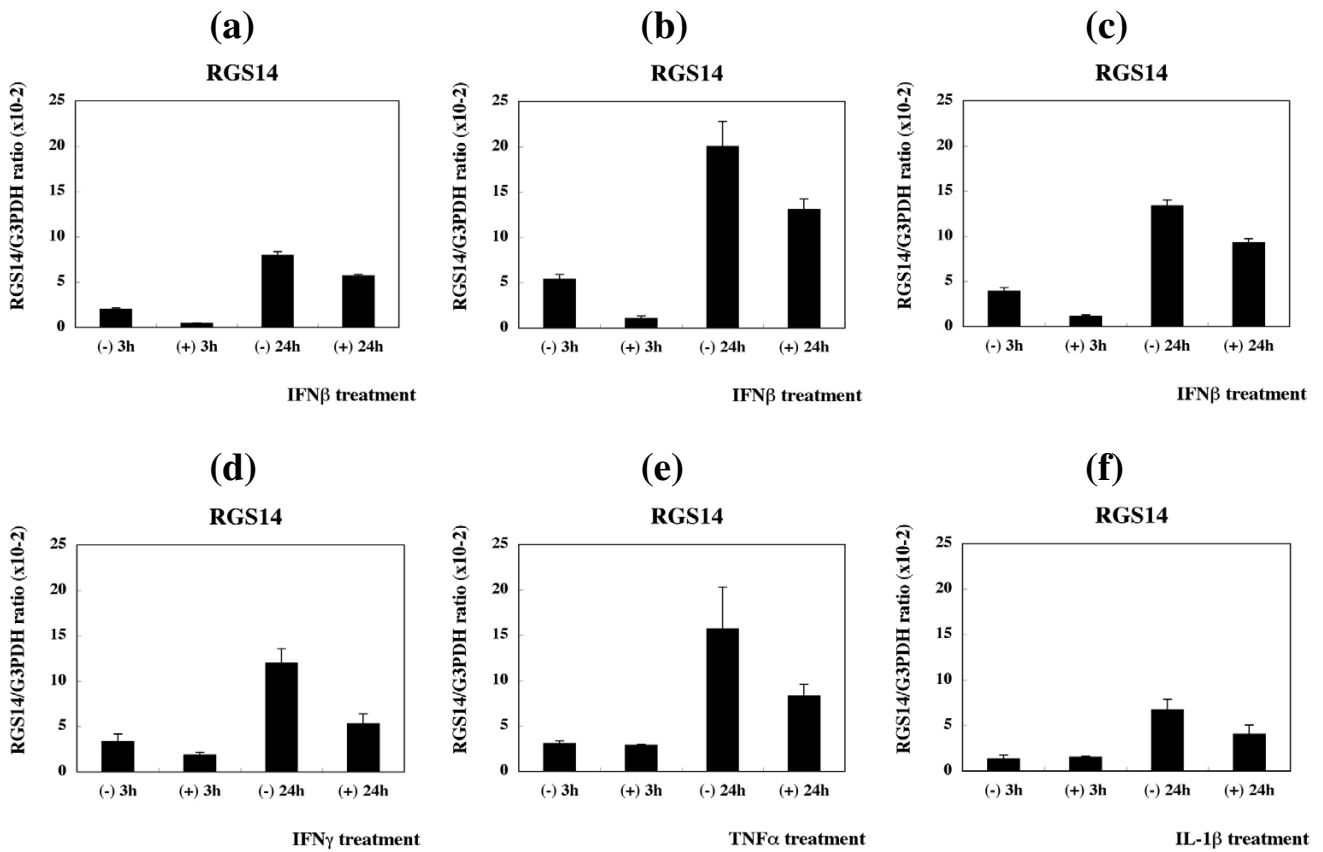 (a)
RGS14
RGS14/G3PDH ratio (x10-2)
25
20
15
10
5
0
(-) 3h (+) 3h (-) 24h (+) 24h
IFNβ treatment
(b)
RGS14
RGS14/G3PDH ratio (x10-2)
25
20
15
10
5
0
(-) 3h (+) 3h (-) 24h (+) 24h
IFNβ treatment
(c)
RGS14
RGS14/G3PDH ratio (x10-2)
25
20
15
10
5
0
(-) 3h (+) 3h (-) 24h (+) 24h
IFNβ treatment
(d)
RGS14
RGS14/G3PDH ratio (x10-2)
25
20
15
10
5
0
(-) 3h (+) 3h (-) 24h (+) 24h
IFNγ treatment
(e)
RGS14
RGS14/G3PDH ratio (x10-2)
25
20
15
10
5
0
(-) 3h (+) 3h (-) 24h (+) 24h
TNFα treatment
(f)
RGS14
RGS14/G3PDH ratio (x10-2)
25
20
15
10
5
0
(-) 3h (+) 3h (-) 24h (+) 24h
IL-1β treatment